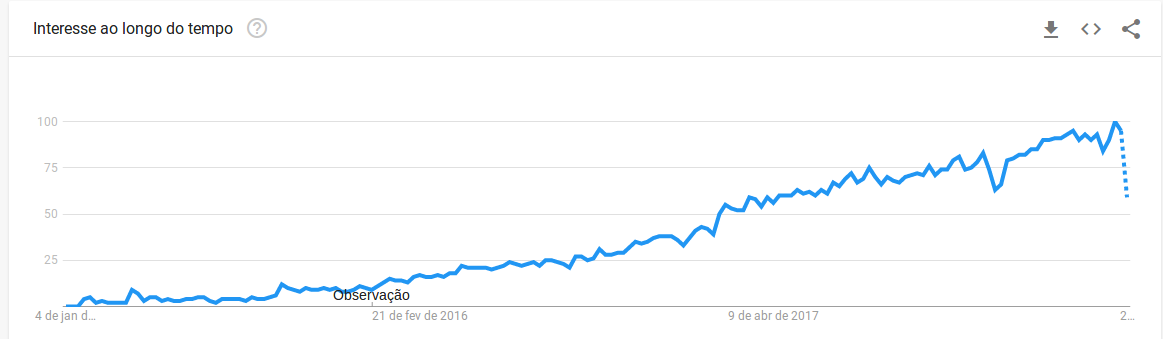 Interesse ao longo do tempo ?
100
75
50
25
Observação
4 de jan d… 21 de fev de 2016 9 de abr de 2017 2…